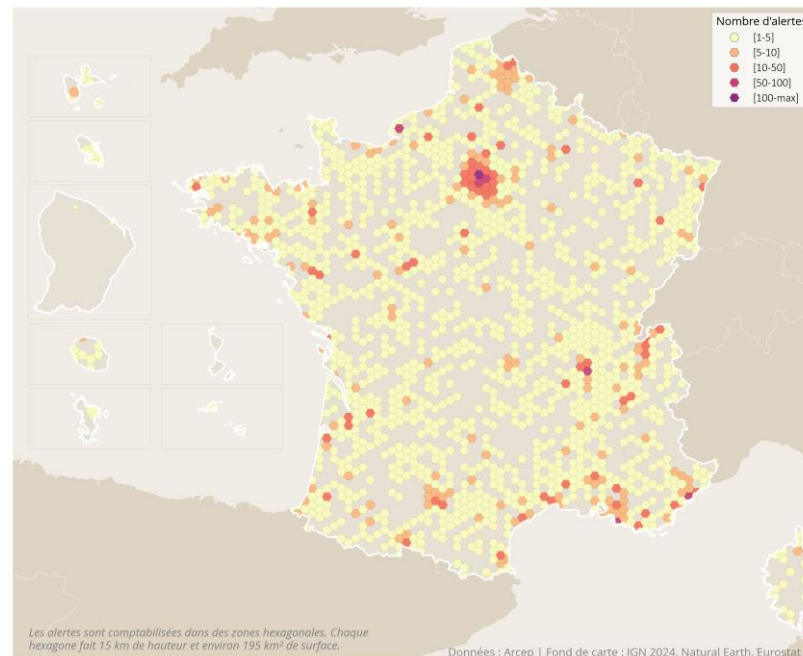 Nombre d'alertes
[1-5]
[5-10]
[10-50]
[50-100]
[100-max]
Les alertes sont comptabilisées dans des zones hexagonales. Chaque
hexagone fait 15 km de hauteur et environ 195 km² de surface.
Données : Arcep | Fond de carte : IGN 2024, Natural Earth, Eurostat